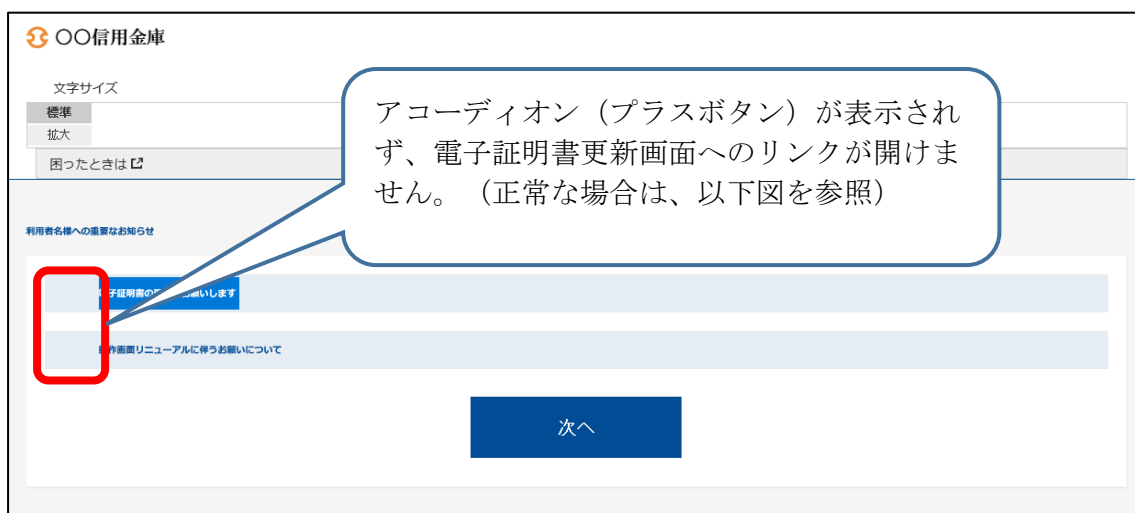 〇〇信用金庫
文字サイズ
標準
拡大
困ったときは
アコーディオン（プラスボタン）が表示され
ず、電子証明書更新画面へのリンクが開けま
せん。（正常な場合は、以下図を参照）
利用者名様への重要なお知らせ
子証明書の 願いします
作画面リニューアルに伴うお願いについて
次へ